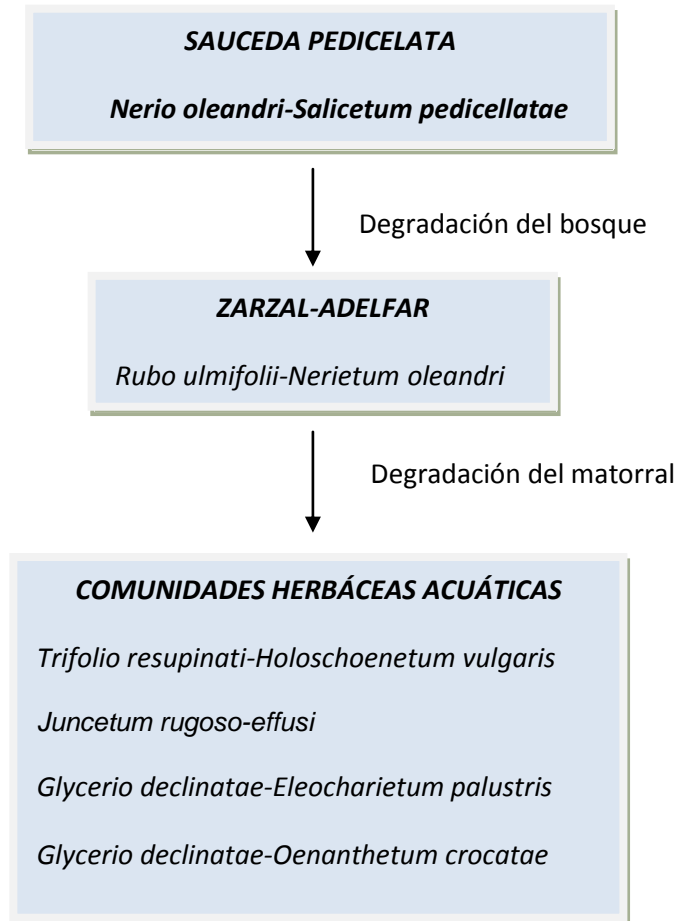 SAUCEDA PEDICELATA
Nerio oleandri-Salicetum pedicellatae
Degradación del bosque
ZARZAL-ADELFAR
Rubo ulmifolii-Nerietum oleandri
Degradación del matorral
COMUNIDADES HERBÁCEAS ACUÁTICAS
Trifolio resupinati-Holoschoenetum vulgaris
Juncetum rugoso-effusi
Glycerio declinatae-Eleocharietum palustris
Glycerio declinatae-Oenanthetum crocatae